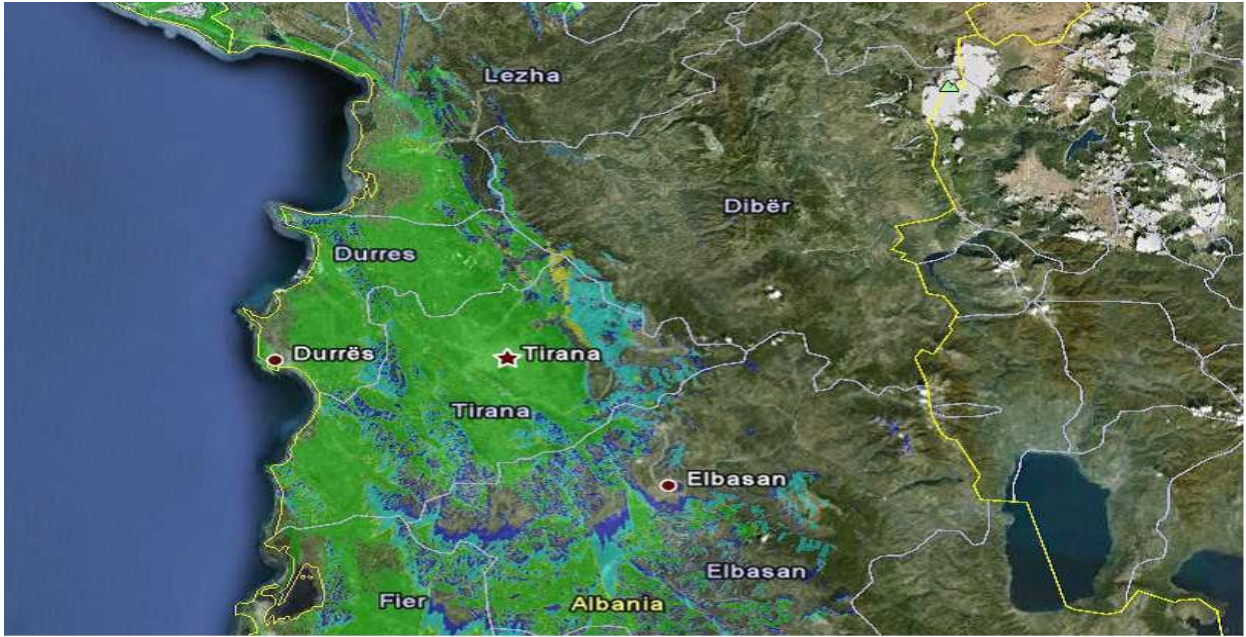 Lezha
Dibër
Durres
Durrës
Tirana
Tirana
Elbasan
Elbasan
Fier
Albania